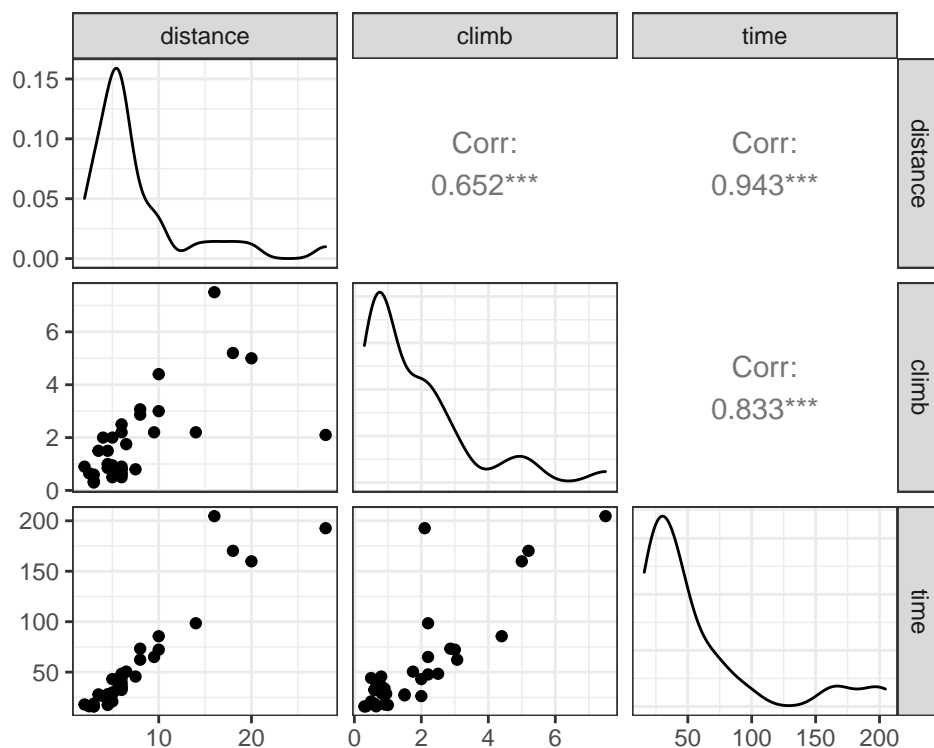 distance climb time
0.15
0.10
0.05
0.00
Corr:
0.652***
Corr:
0.943***
distance
6
4
2
0
Corr:
0.833***
climb
200
150
100
50
time
10 20 0 2 4 6 50 100 150 200